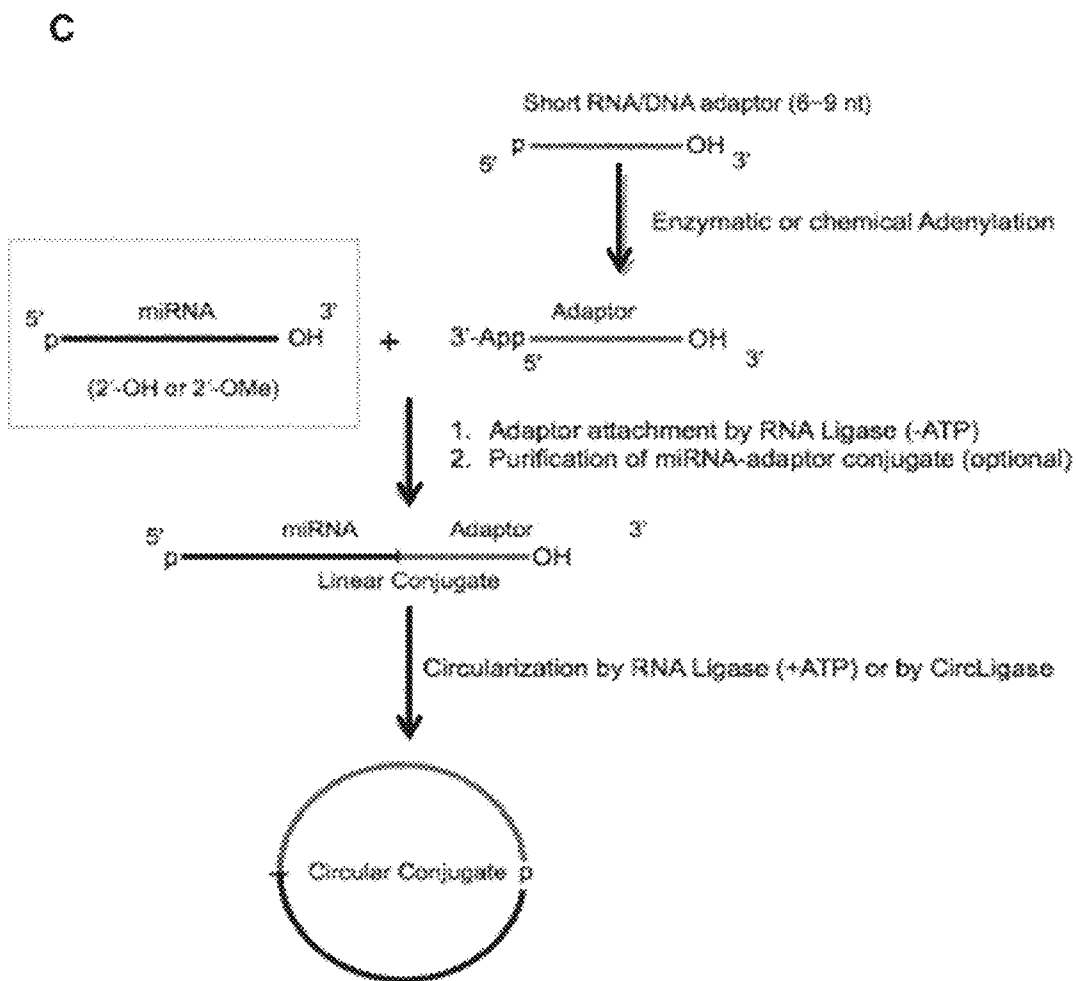 C
Short RNA/DNA adaptor (6~9 nt)
5' p OH 3'
Enzymatic or chemical Adenylation
5' miRNA 3'
p OH
(2'-OH or 2'-OMe)
+
Adaptor
3'-App OH
5' 3'
1. Adaptor attachment by RNA Ligase (-ATP)
2. Purification of miRNA-adaptor conjugate (optional)
5' miRNA Adaptor 3'
p OH
Linear Conjugate
Circularization by RNA Ligase (+ATP) or by CircLigase
Circular Conjugate p